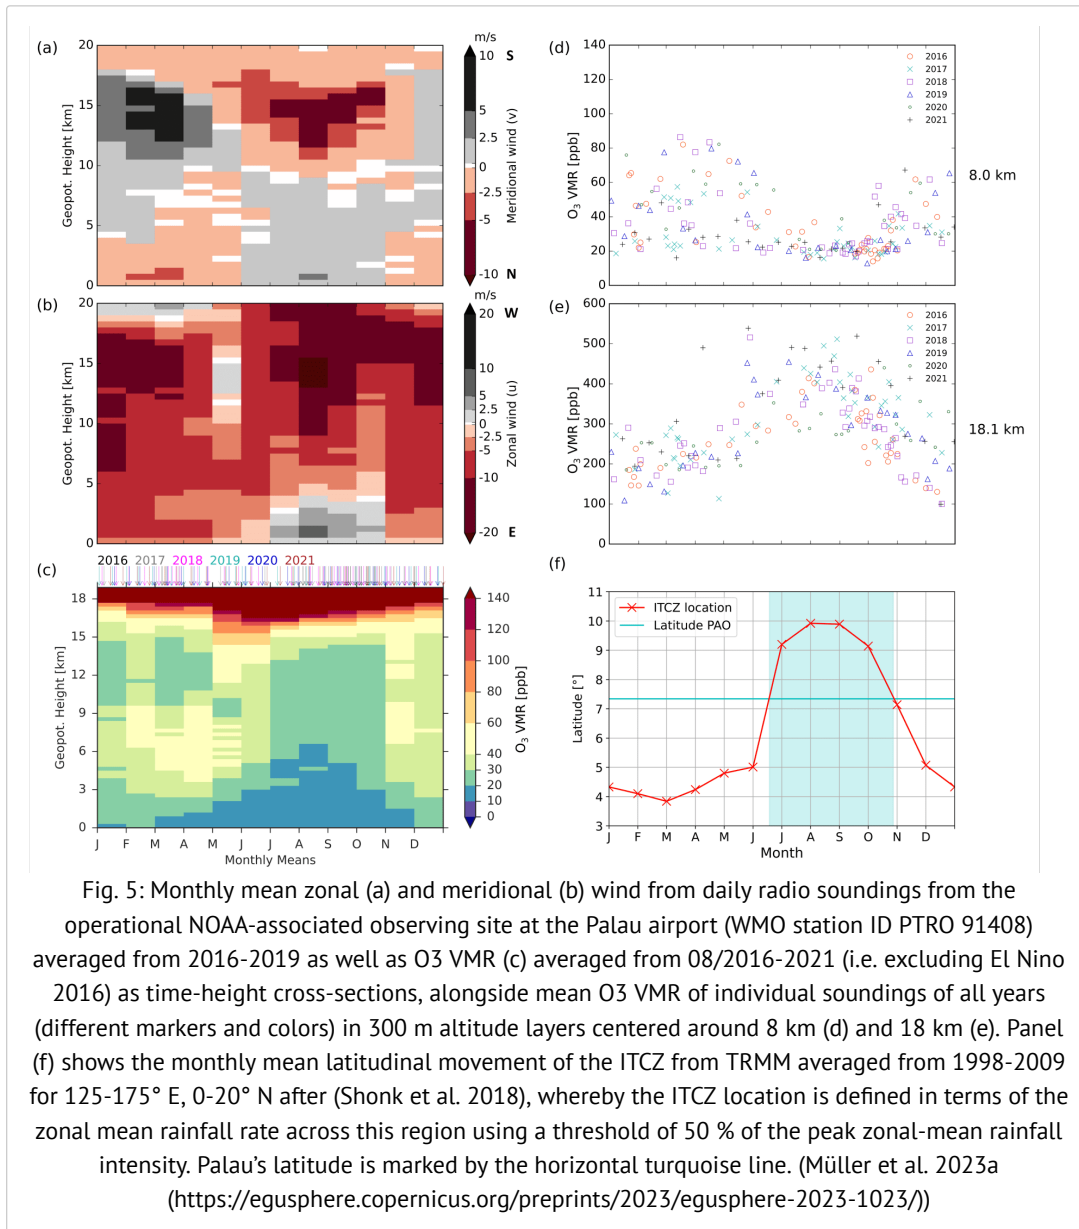 (a)
20
15
10
5
0
Geopot. Height [km]
m/s
10 S
5
2.5
0
-2.5
-5
-10 N
Meridional wind (v)
(b)
20
15
10
5
0
Geopot. Height [km]
m/s
20 W
10
5
2.5
0
-2.5
-5
-10
-20 E
Zonal wind (u)
2016 2017 2018 2019 2020 2021
(c)
18
15
12
9
6
3
0
Geopot. Height [km]
J F M A M J J A S O N D J
Monthly Means
140
120
100
80
60
40
30
20
10
0
O3 VMR [ppb]
(d)
140
120
100
80
60
40
20
0
O3 VMR [ppb]
2016
2017
2018
2019
2020
2021
8.0 km
(e)
600
500
400
300
200
100
0
O3 VMR [ppb]
2016
2017
2018
2019
2020
2021
18.1 km
(f)
11
10
9
8
7
6
5
4
3
Latitude [°]
ITCZ location
Latitude PAO
J F M A M J J A S O N D
Month
Fig. 5: Monthly mean zonal (a) and meridional (b) wind from daily radio soundings from the
operational NOAA-associated observing site at the Palau airport (WMO station ID PTRO 91408)
averaged from 2016-2019 as well as O3 VMR (c) averaged from 08/2016-2021 (i.e. excluding El Nino
2016) as time-height cross-sections, alongside mean O3 VMR of individual soundings of all years
(different markers and colors) in 300 m altitude layers centered around 8 km (d) and 18 km (e). Panel
(f) shows the monthly mean latitudinal movement of the ITCZ from TRMM averaged from 1998-2009
for 125-175° E, 0-20° N after (Shonk et al. 2018), whereby the ITCZ location is defined in terms of the
zonal mean rainfall rate across this region using a threshold of 50 % of the peak zonal-mean rainfall
intensity. Palau's latitude is marked by the horizontal turquoise line. (Müller et al. 2023a
(https://egusphere.copernicus.org/preprints/2023/egusphere-2023-1023/))